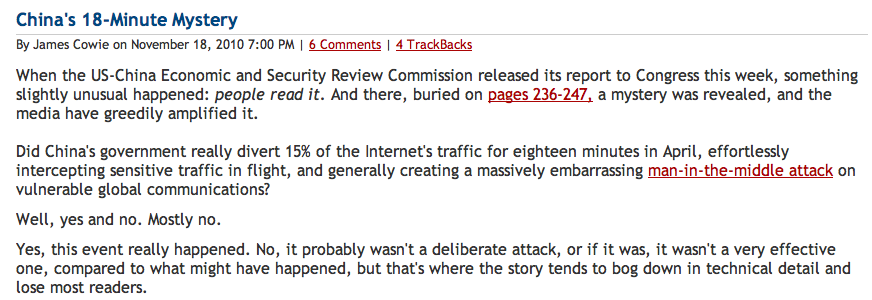 China's 18-Minute Mystery
By James Cowie on November 18, 2010 7:00 PM | 6 Comments | 4 TrackBacks
When the US-China Economic and Security Review Commission released its report to Congress this week, something
slightly unusual happened: people read it. And there, buried on pages 236-247, a mystery was revealed, and the
media have greedily amplified it.
Did China's government really divert 15% of the Internet's traffic for eighteen minutes in April, effortlessly
intercepting sensitive traffic in flight, and generally creating a massively embarrassing man-in-the-middle attack on
vulnerable global communications?
Well, yes and no. Mostly no.
Yes, this event really happened. No, it probably wasn't a deliberate attack, or if it was, it wasn't a very effective
one, compared to what might have happened, but that's where the story tends to bog down in technical detail and
lose most readers.